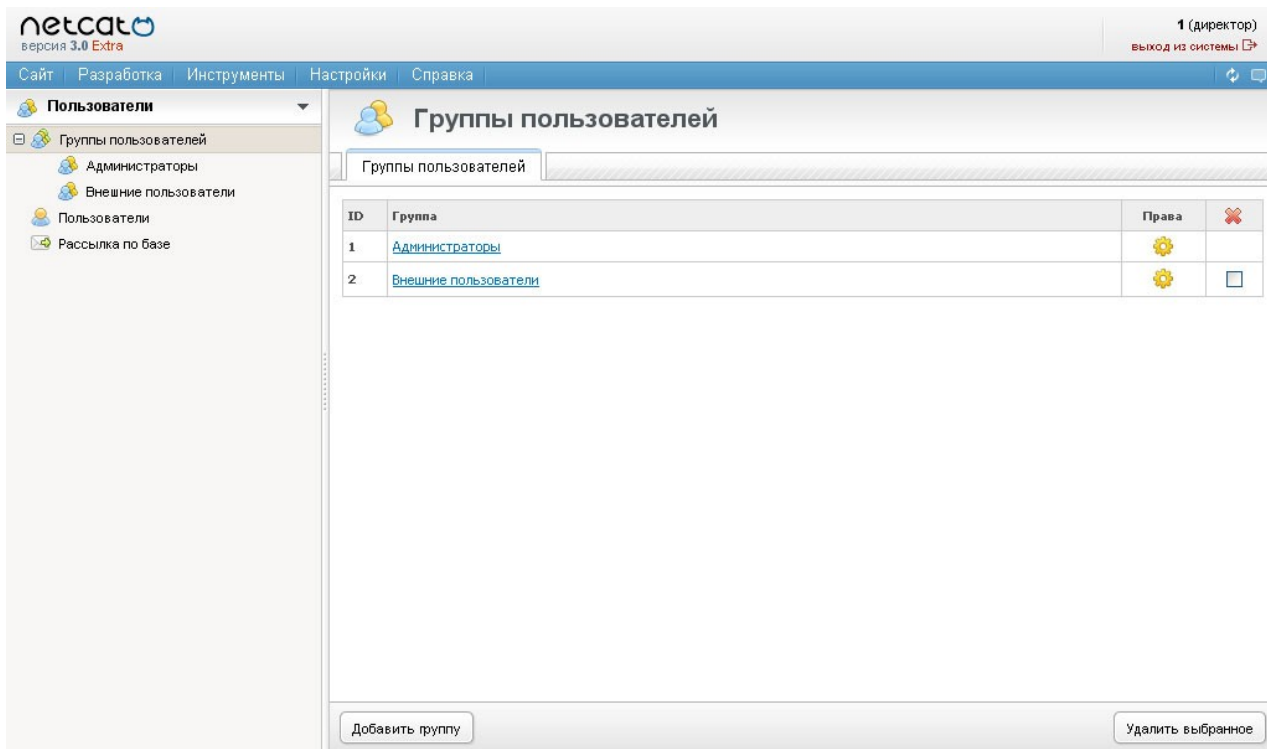 netcat
1 (директор)
версия 3.0 Extra
выход из системы
Сайт Разработка Инструменты Настройки Справка
Пользователи
Группы пользователей
Администраторы
Внешние пользователи
Пользователи
Рассылка по базе
Группы пользователей
Группы пользователей
ID Группа Права
1 Администраторы
2 Внешние пользователи
Добавить группу Удалить выбранное